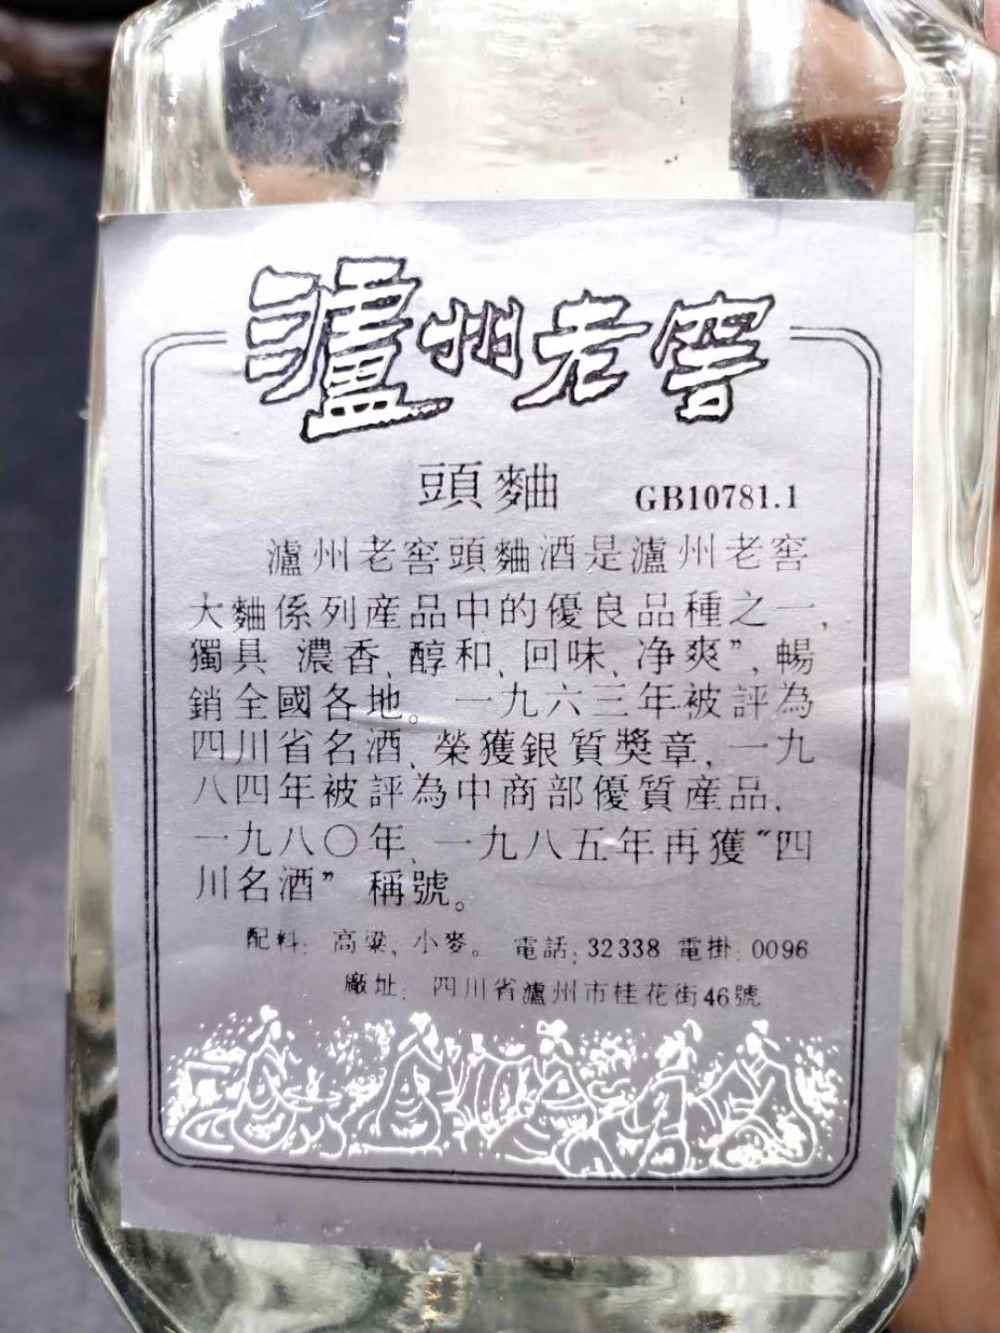 瀘州老窖
頭麯 GB10781.1
瀘州老窖頭麯酒是瀘州老窖
大麯係列産品中的優良品種之一,
獨具 濃香、醇和、回味、净爽”、暢
銷全國各地。一九六三年被評為
四川省名酒、榮獲銀質奬章, 一九
八四年被評為中商部優質産品,
一九八〇年、一九八五年再獲“四
川名酒” 稱號。
配料: 高粱、小麥。 電話: 32338 電掛: 0096
廠址: 四川省瀘州市桂花街46號